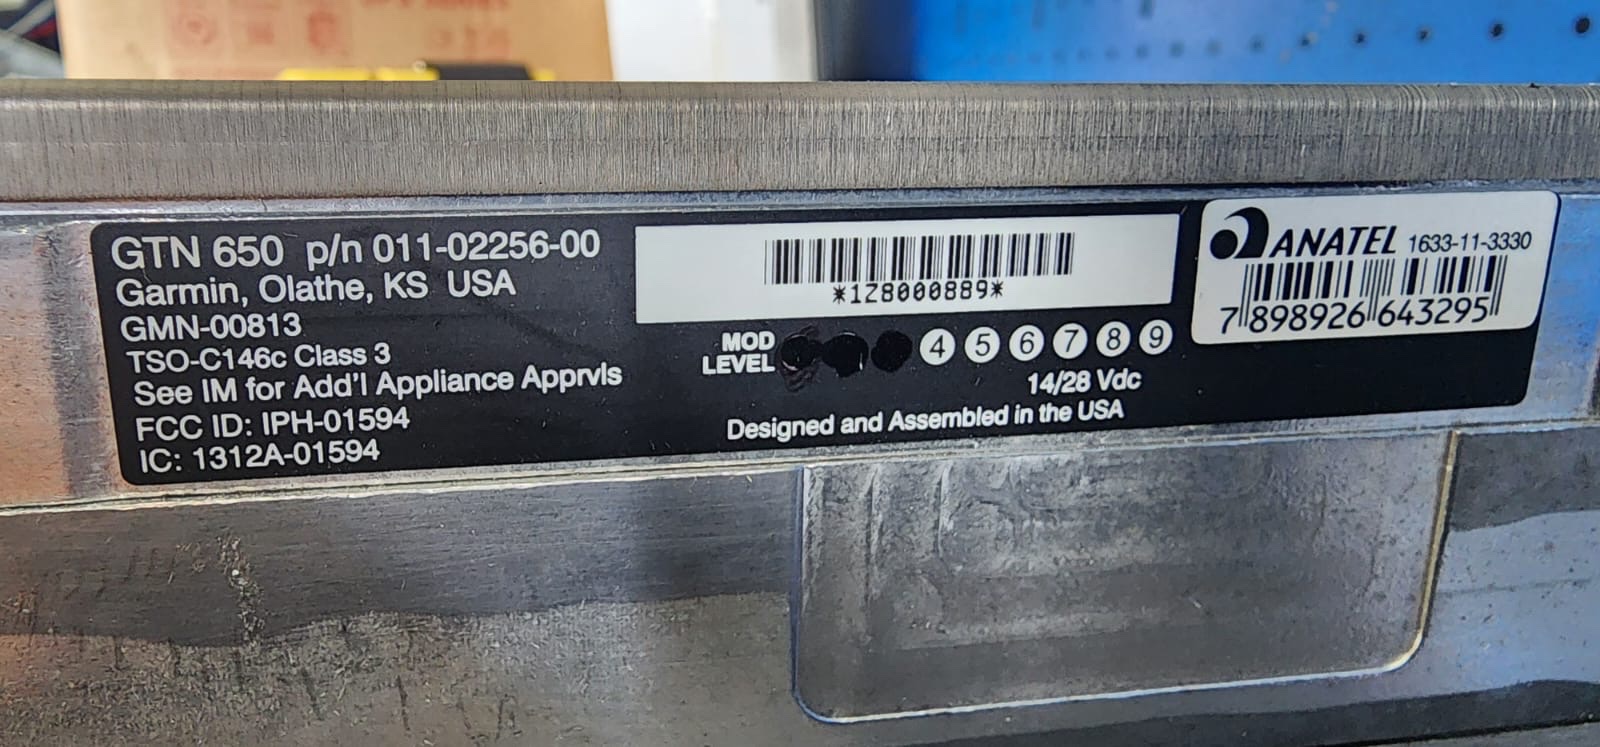 GTN 650 p/n 011-02256-00
Garmin, Olathe, KS USA
GMN-00813
TSO-C146c Class 3
See IM for Add'l Appliance Apprvls
FCC ID: IPH-01594
IC: 1312A-01594
*1Z8000889*
MOD LEVEL 4 5 6 7 8 9
14/28 Vdc
Designed and Assembled in the USA
ANATEL 1633-11-3330
7 898926 643295